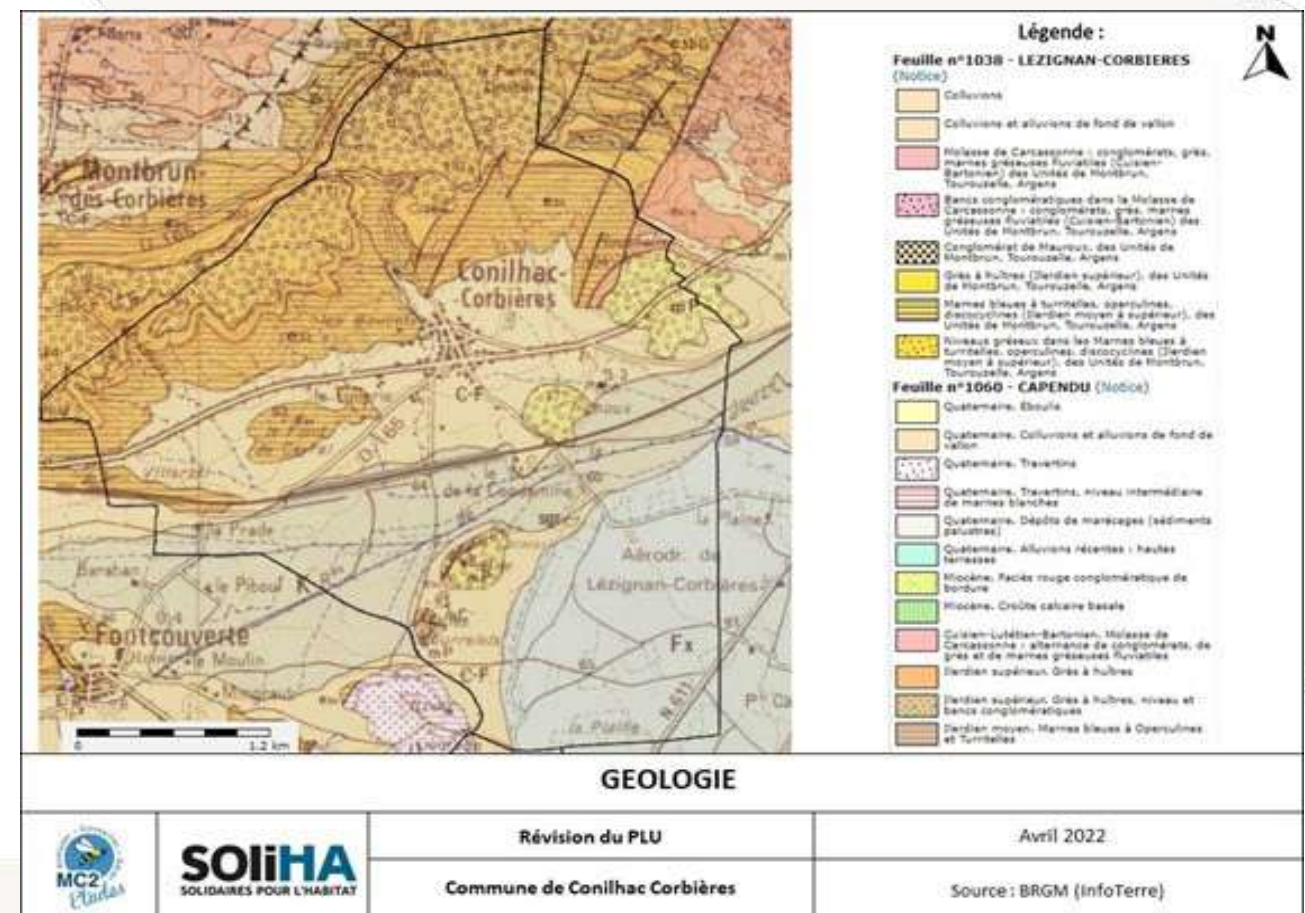 Montbrun-
des-Corbières
Conilhac-
Corbières
C-F
D 166
de la Condamine
la Prade
le Piboul
Baraban
D 4
Fontcouverte
le Moulin
Aérodr. de
Lézignan-Corbières
la Plaine
Fx
N 611
C-F
0
1.2 km
N
Légende :
Feuille n°1038 - LEZIGNAN-CORBIERES
(Notice)
Colluvions
Colluvions et alluvions de fond de vallon
Molasse de Carcassonne : conglomérats, grès,
marnes gréseuses fluviatiles (Cuisien-
Bartonien) des Unités de Montbrun,
Tourouzelle, Argens
Bancs conglomératiques dans la Molasse de
Carcassonne : conglomérats, grès, marnes
gréseuses fluviatiles (Cuisien-Bartonien) des
Unités de Montbrun, Tourouzelle, Argens
Conglomérat de Mauroux, des Unités de
Montbrun, Tourouzelle, Argens
Grès à huîtres (Ilerdien supérieur), des Unités
de Montbrun, Tourouzelle, Argens
Marnes bleues à turritelles, operculines,
discocyclines (Ilerdien moyen à supérieur), des
Unités de Montbrun, Tourouzelle, Argens
Niveaux gréseux dans les Marnes bleues à
turritelles, operculines, discocyclines (Ilerdien
moyen à supérieur), des Unités de Montbrun,
Tourouzelle, Argens
Feuille n°1060 - CAPENDU (Notice)
Quaternaire. Eboulis
Quaternaire. Colluvions et alluvions de fond de
vallon
Quaternaire. Travertins
Quaternaire. Travertins, niveau intermédiaire
de marnes blanches
Quaternaire. Dépôts de marécages (sédiments
palustres)
Quaternaire. Alluvions récentes : hautes
terrasses
Miocène. Faciès rouge conglomératique de
bordure
Miocène. Croûte calcaire basale
Cuisien-Lutétien-Bartonien. Molasse de
Carcassonne : alternance de conglomérats, de
grès et de marnes gréseuses fluviatiles
Ilerdien supérieur. Grès à huîtres
Ilerdien supérieur. Grès à huîtres, niveau et
bancs conglomératiques
Ilerdien moyen. Marnes bleues à Operculines
et Turritelles
GEOLOGIE
MC2
Etudes
SOliHA
SOLIDAIRES POUR L'HABITAT
Révision du PLU
Avril 2022
Commune de Conilhac Corbières
Source : BRGM (InfoTerre)